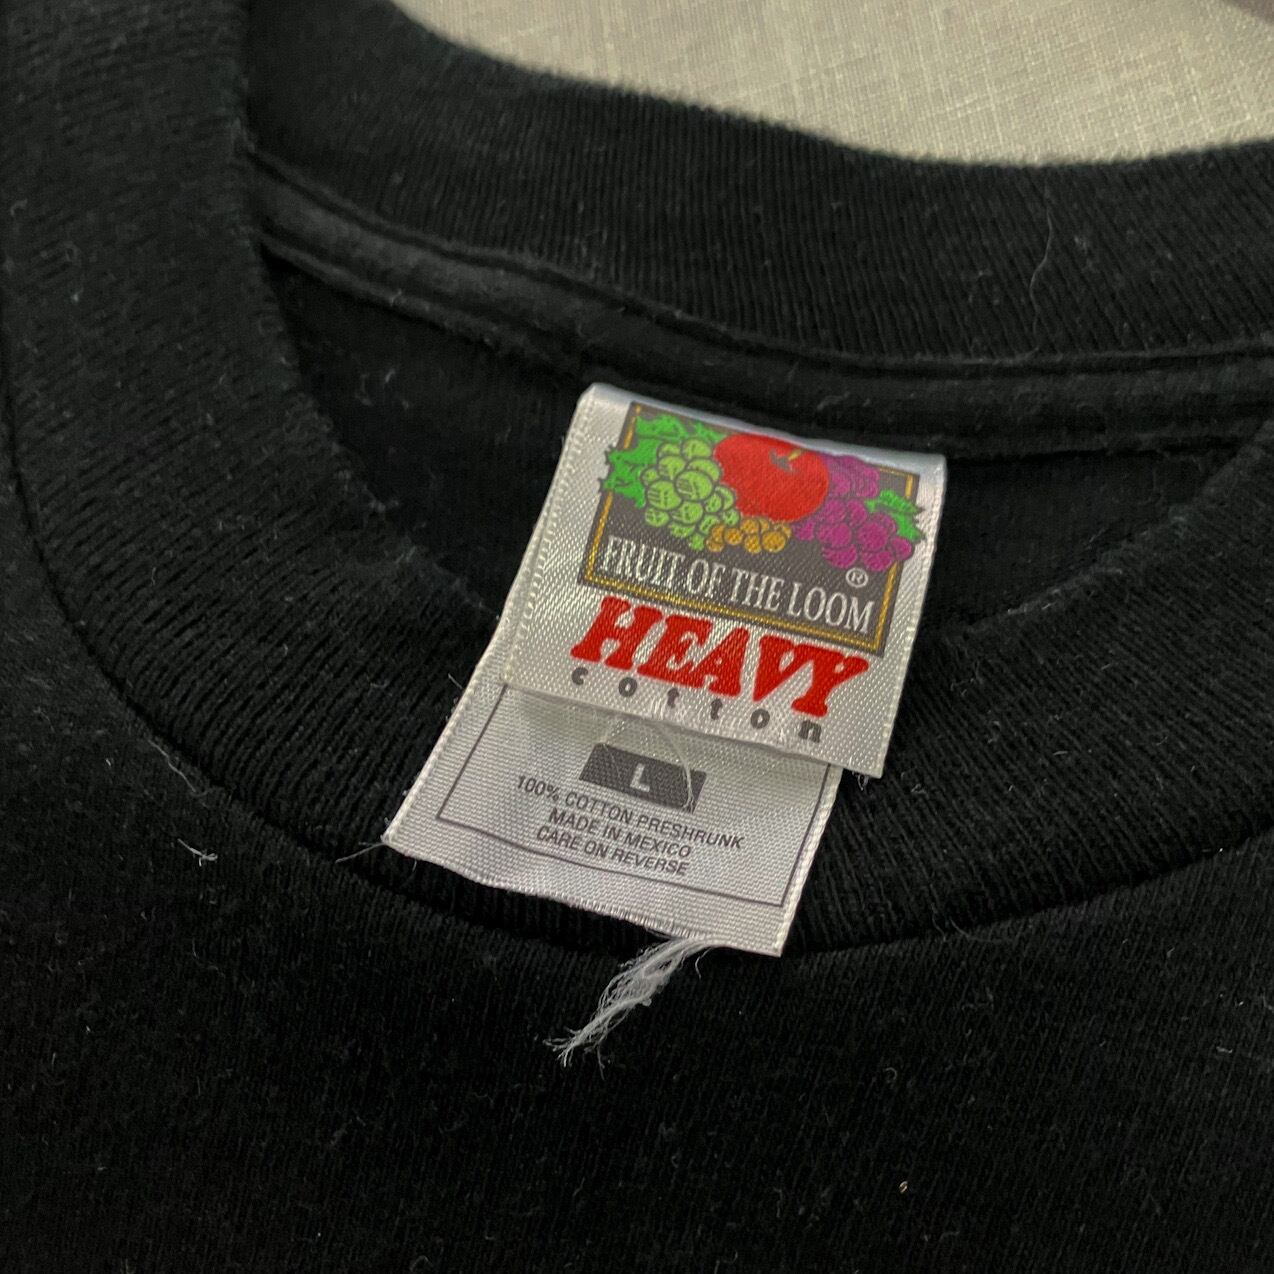 FRUIT OF THE LOOM®
HEAVY
cotton
L
100% COTTON PRESHRUNK
MADE IN MEXICO
CARE ON REVERSE